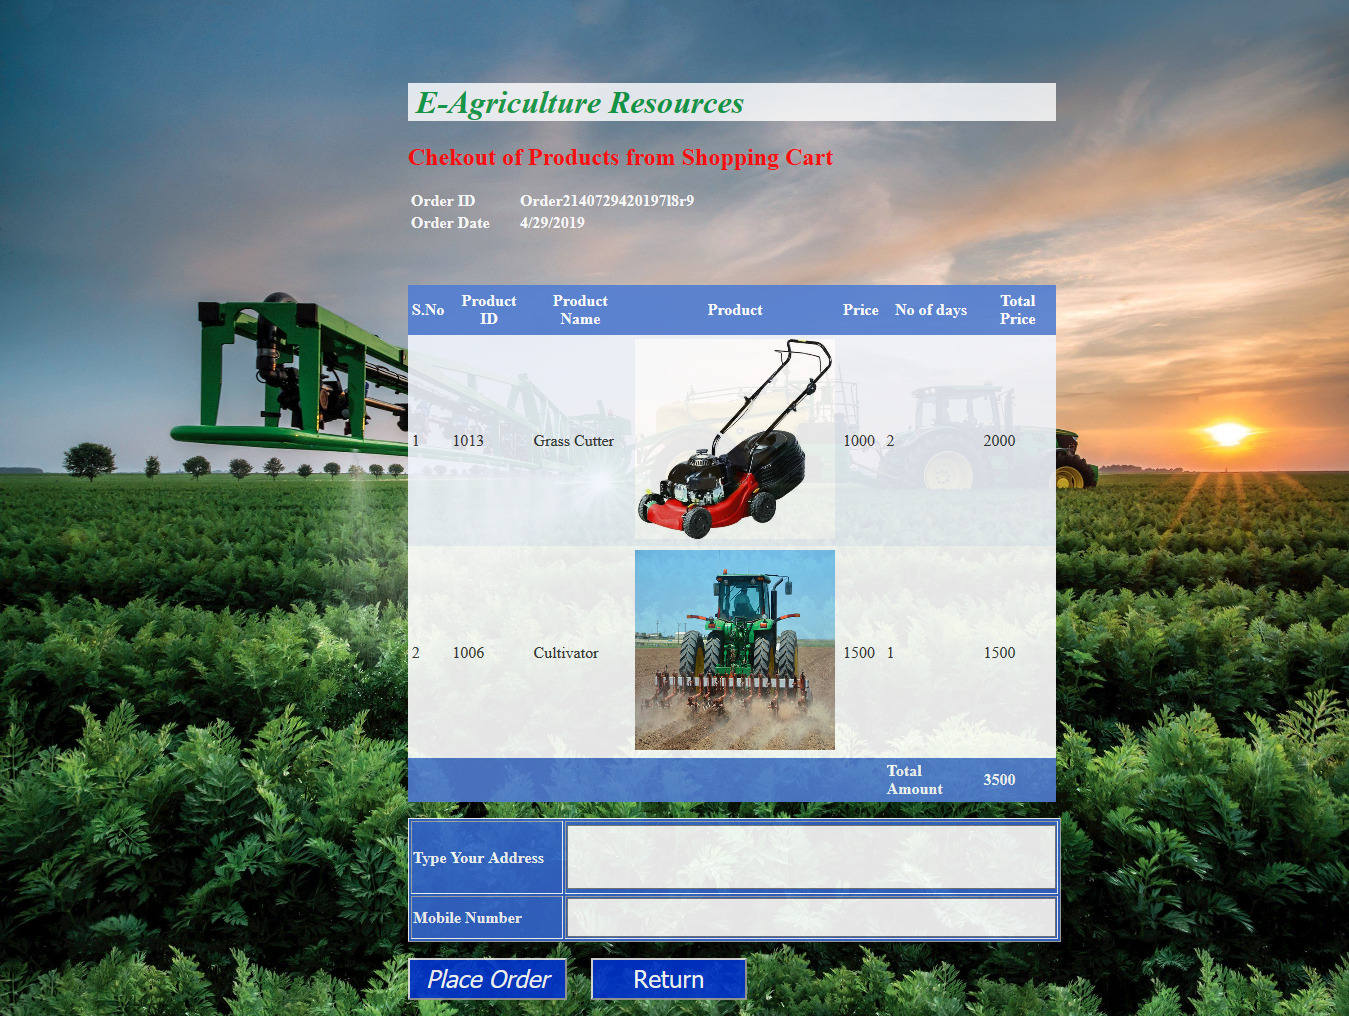 E-Agriculture Resources
Chekout of Products from Shopping Cart
Order ID Order2140729420197l8r9
Order Date 4/29/2019
S.No Product ID Product Name Product Price No of days Total Price
1 1013 Grass Cutter 1000 2 2000
2 1006 Cultivator 1500 1 1500
Total Amount 3500
Type Your Address
Mobile Number
Place Order Return